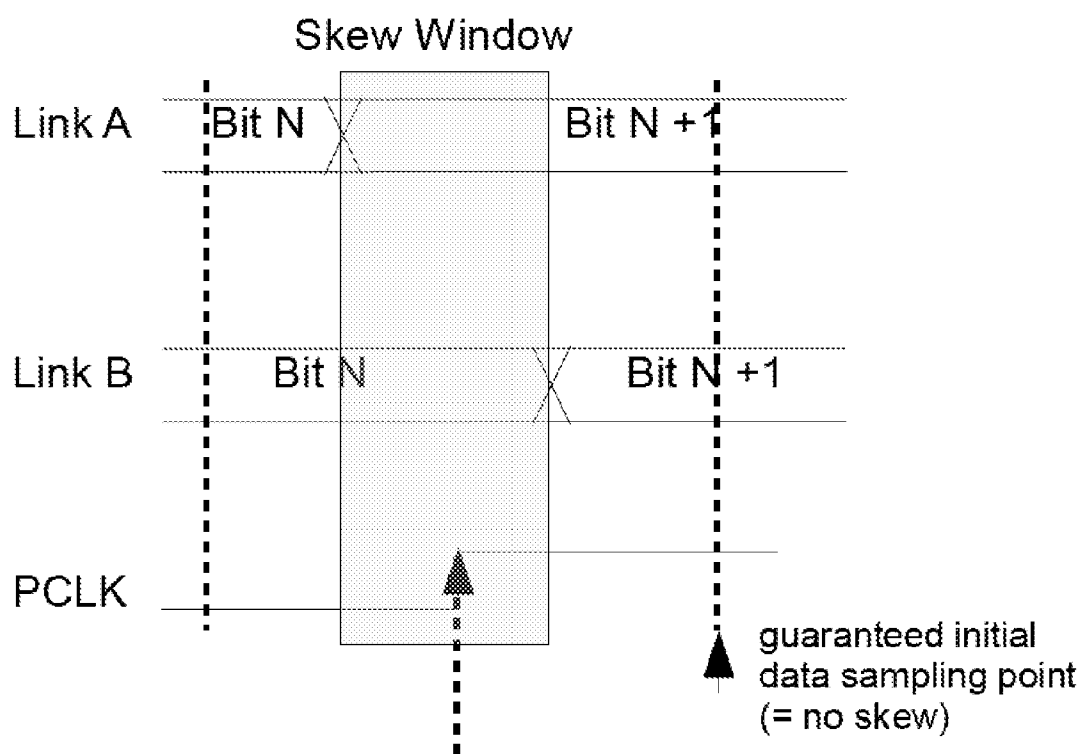 Skew Window
Link A
Bit N
Bit N +1
Link B
Bit N
Bit N +1
PCLK
guaranteed initial
data sampling point
(= no skew)